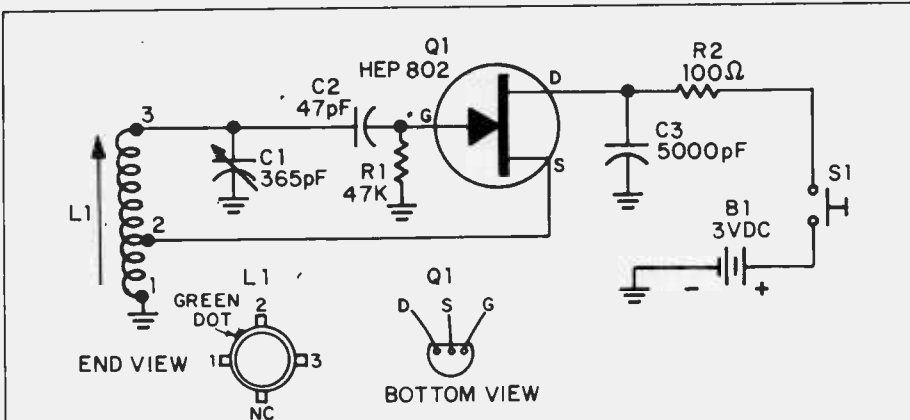 Q1
HEP 802
R2
100Ω
C2
47pF
D
G
3
C1
365pF
R1
47K
S
C3
5000pF
S1
L1
2
B1
3VDC
- +
1
L1
GREEN
DOT
2
1
3
NC
END VIEW
Q1
D S G
BOTTOM VIEW